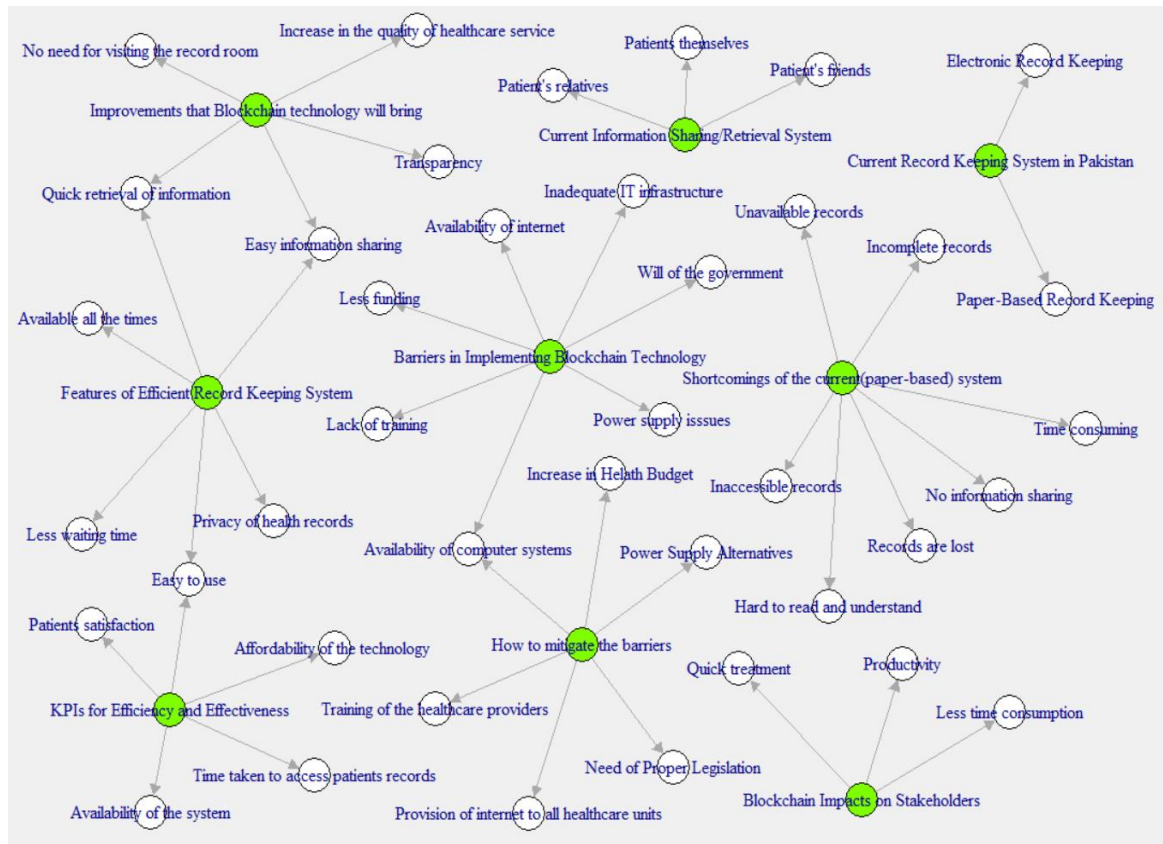 Increase in the quality of healthcare service
No need for visiting the record room
Patients themselves
Electronic Record Keeping
Patient's friends
Patient's relatives
Improvements that Blockchain technology will bring
Current Information Sharing/Retrieval System
Transparency
Current Record Keeping System in Pakistan
Quick retrieval of information
Inadequate IT infrastructure
Unavailable records
Availability of internet
Easy information sharing
Incomplete records
Will of the government
Less funding
Paper-Based Record Keeping
Available all the times
Barriers in Implementing Blockchain Technology
Shortcomings of the current(paper-based) system
Features of Efficient Record Keeping System
Lack of training
Power supply isssues
Time consuming
Increase in Helath Budget
Inaccessible records
No information sharing
Privacy of health records
Less waiting time
Availability of computer systems
Power Supply Alternatives
Records are lost
Easy to use
Hard to read and understand
Patients satisfaction
Affordability of the technology
How to mitigate the barriers
Quick treatment
Productivity
KPIs for Efficiency and Effectiveness
Training of the healthcare providers
Less time consumption
Time taken to access patients records
Need of Proper Legislation
Blockchain Impacts on Stakeholders
Availability of the system
Provision of internet to all healthcare units